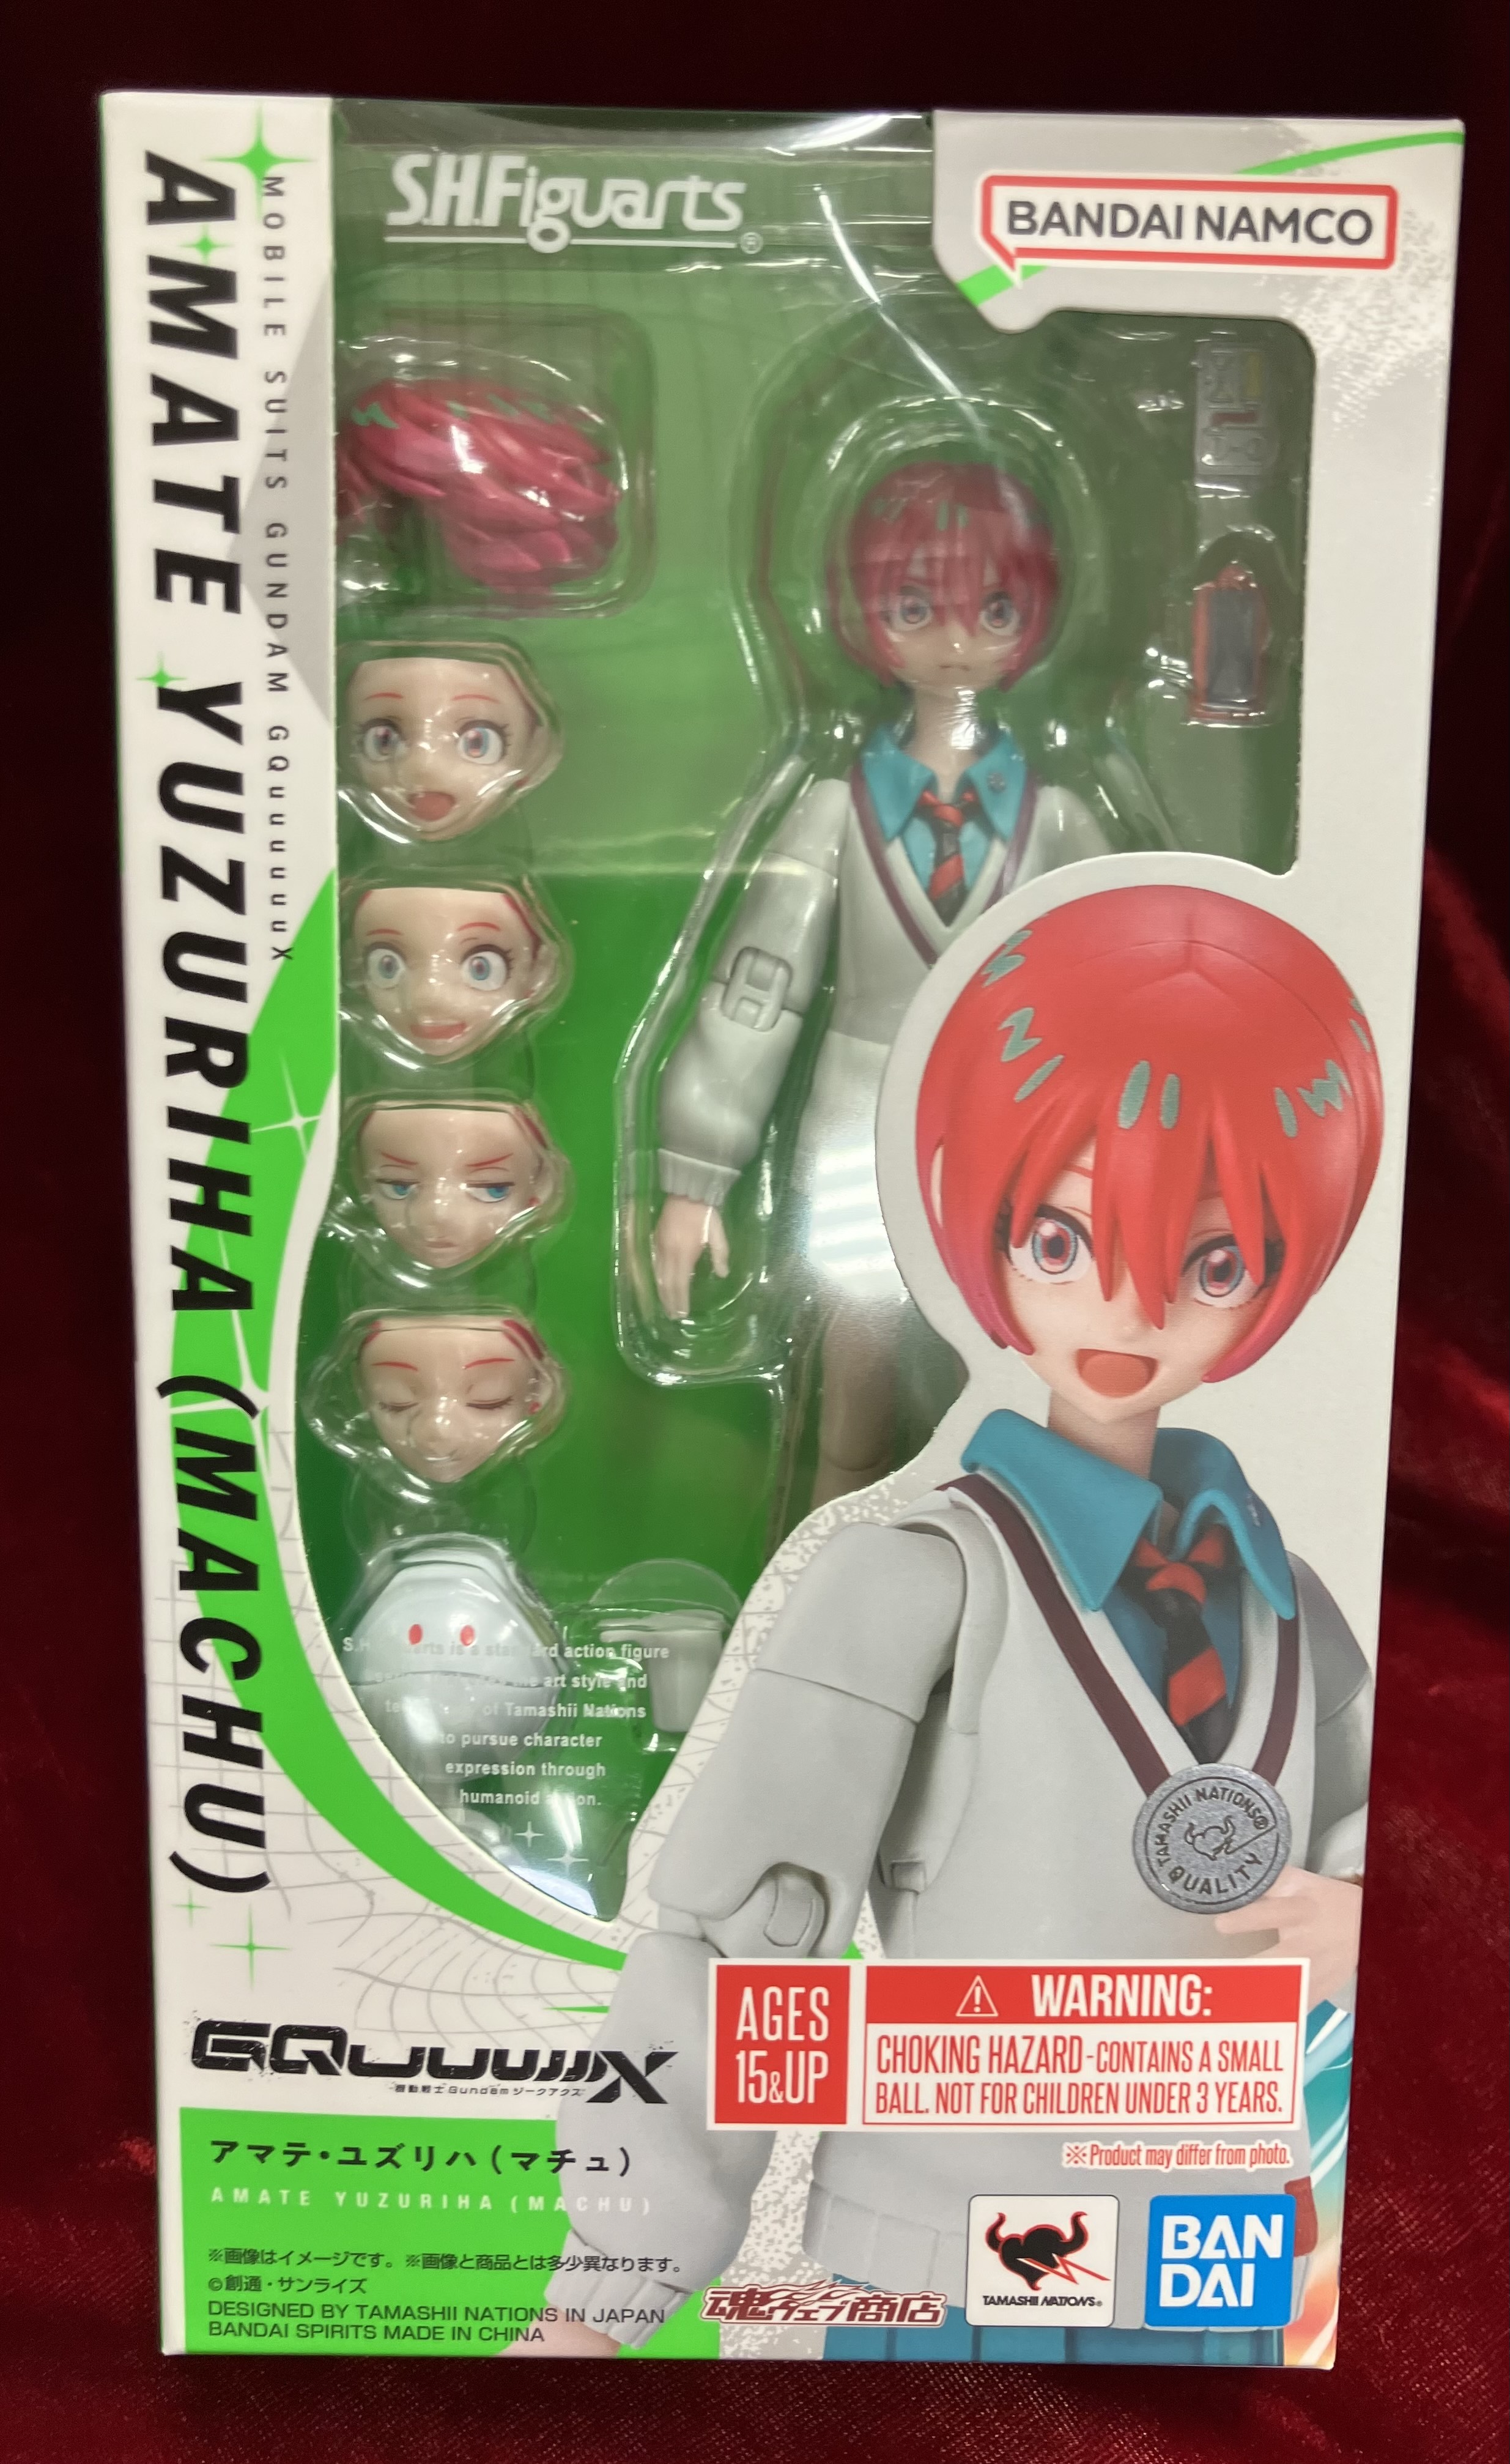 S.H.Figuarts®
BANDAI NAMCO
MOBILE SUITS GUNDAM GQuuuuuuX
AMATE YUZURIHA (MACHU)
action figure
art style and
of Tamashii Nations
to pursue character
expression through
humanoid action.
TAMASHII NATIONS®
QUALITY
AGES
15&UP
⚠ WARNING:
CHOKING HAZARD-CONTAINS A SMALL
BALL. NOT FOR CHILDREN UNDER 3 YEARS.
※Product may differ from photo.
GQuuuuuuX
機動戦士Gundam ジークアクス
アマテ・ユズリハ(マチュ)
AMATE YUZURIHA (MACHU)
※画像はイメージです。※画像と商品とは多少異なります。
©創通・サンライズ
DESIGNED BY TAMASHII NATIONS IN JAPAN
BANDAI SPIRITS MADE IN CHINA
魂ウェブ商店
TAMASHII NATIONS®
BAN
DAI